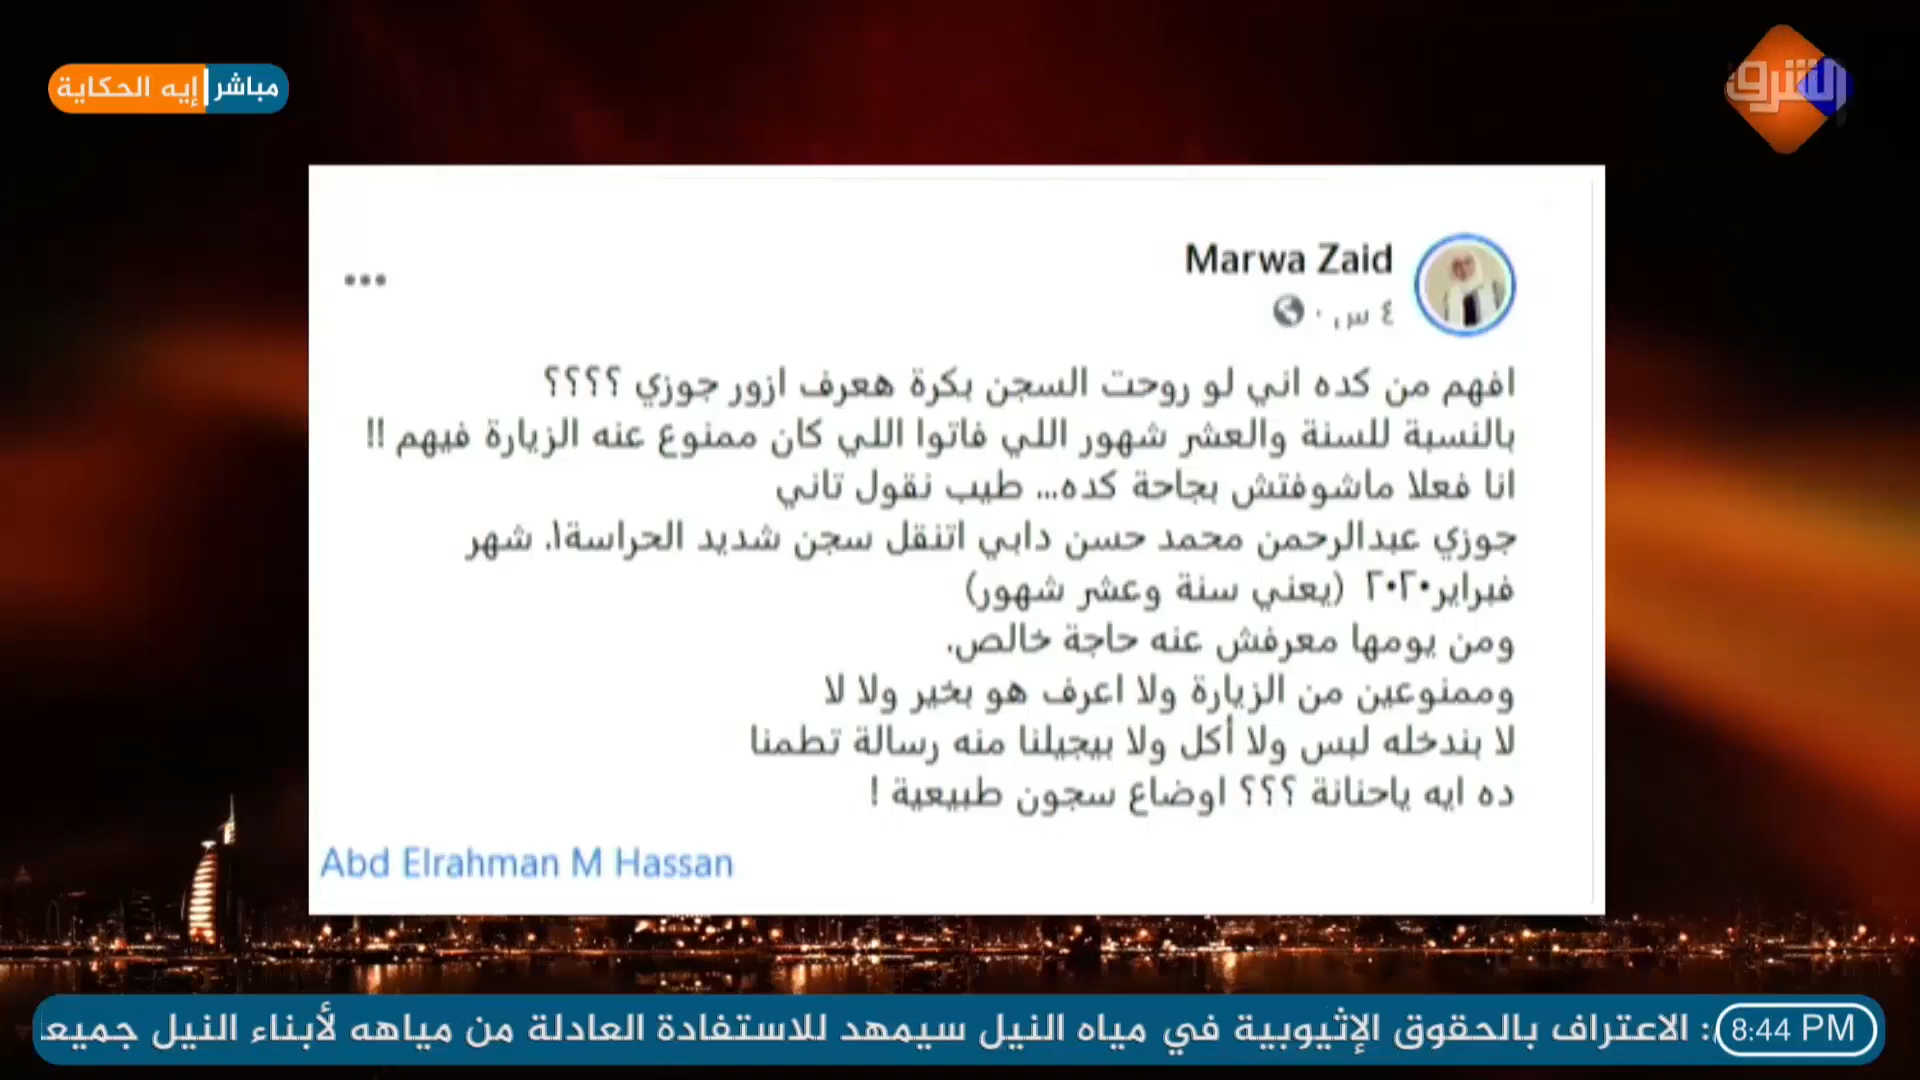 مباشر | إيه الحكاية
الشرق
Marwa Zaid
٤ س ·
افهم من كده اني لو روحت السجن بكرة هعرف ازور جوزي ؟؟؟؟
بالنسبة للسنة والعشر شهور اللي فاتوا اللي كان ممنوع عنه الزيارة فيهم !!
انا فعلا ماشوفتش بجاحة كده... طيب نقول تاني
جوزي عبدالرحمن محمد حسن دابي اتنقل سجن شديد الحراسة١. شهر
فبراير٢٠٢٠ (يعني سنة وعشر شهور)
ومن يومها معرفش عنه حاجة خالص.
وممنوعين من الزيارة ولا اعرف هو بخير ولا لا
لا بندخله لبس ولا أكل ولا بيجيلنا منه رسالة تطمنا
ده ايه ياحنانة ؟؟؟ اوضاع سجون طبيعية !
Abd Elrahman M Hassan
8:44 PM
: الاعتراف بالحقوق الإثيوبية في مياه النيل سيمهد للاستفادة العادلة من مياهه لأبناء النيل جميعـ